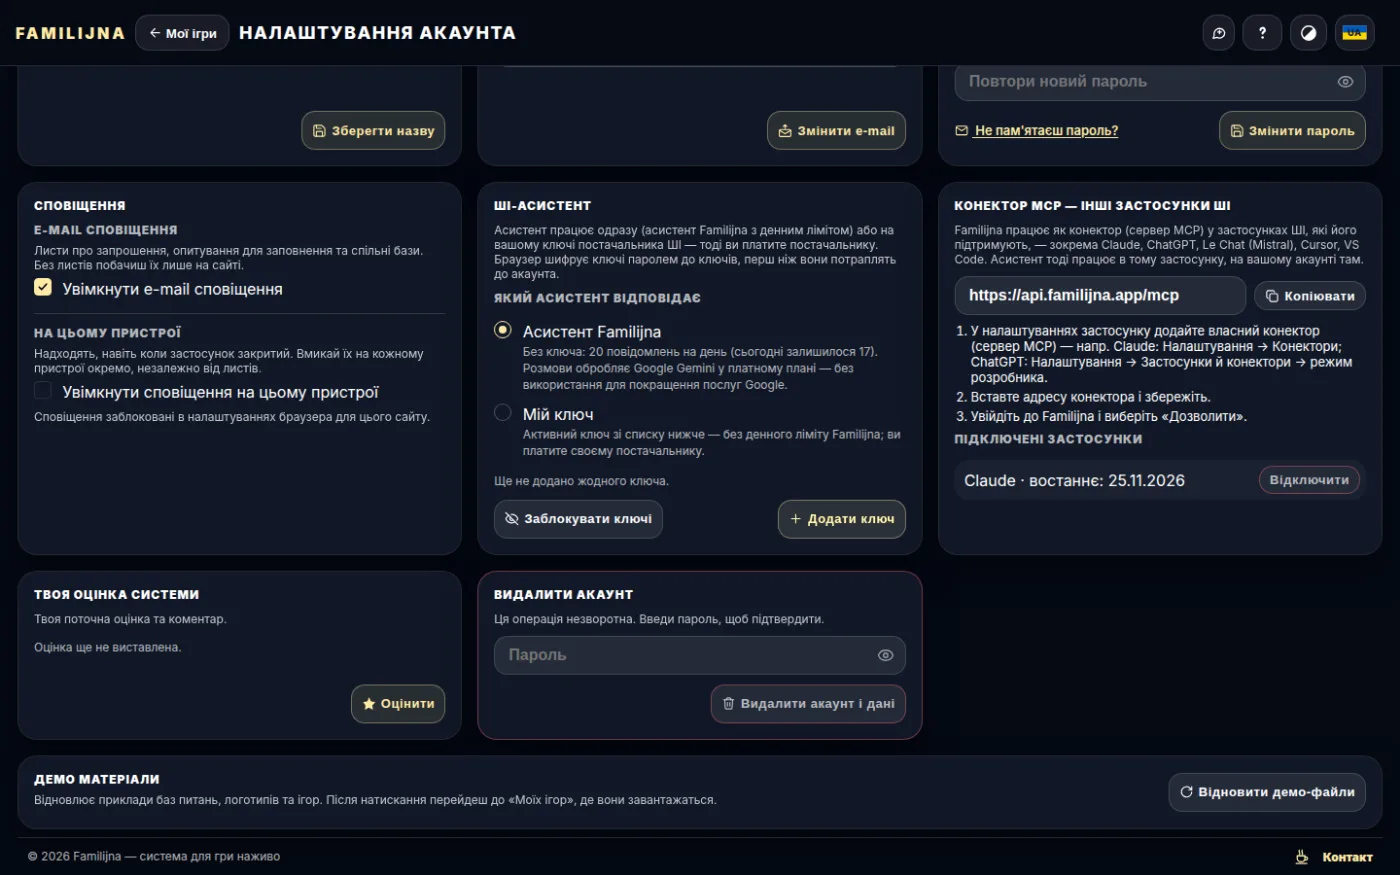 FAMILIJNA
← Мої ігри
НАЛАШТУВАННЯ АКАУНТА
?
UA
Зберегти назву
Змінити e-mail
Повтори новий пароль
Не пам'ятаєш пароль?
Змінити пароль
СПОВІЩЕННЯ
E-MAIL СПОВІЩЕННЯ
Листи про запрошення, опитування для заповнення та спільні бази.
Без листів побачиш їх лише на сайті.
Увімкнути e-mail сповіщення
НА ЦЬОМУ ПРИСТРОЇ
Надходять, навіть коли застосунок закритий. Вмикай їх на кожному
пристрої окремо, незалежно від листів.
Увімкнути сповіщення на цьому пристрої
Сповіщення заблоковані в налаштуваннях браузера для цього сайту.
ШІ-АСИСТЕНТ
Асистент працює одразу (асистент Familijna з денним лімітом) або на
вашому ключі постачальника ШІ — тоді ви платите постачальнику.
Браузер шифрує ключі паролем до ключів, перш ніж вони потраплять
до акаунта.
ЯКИЙ АСИСТЕНТ ВІДПОВІДАЄ
Асистент Familijna
Без ключа: 20 повідомлень на день (сьогодні залишилося 17).
Розмови обробляє Google Gemini у платному плані — без
використання для покращення послуг Google.
Мій ключ
Активний ключ зі списку нижче — без денного ліміту Familijna; ви
платите своєму постачальнику.
Ще не додано жодного ключа.
Заблокувати ключі
+ Додати ключ
КОНЕКТОР MCP — ІНШІ ЗАСТОСУНКИ ШІ
Familijna працює як конектор (сервер MCP) у застосунках ШІ, які його
підтримують, — зокрема Claude, ChatGPT, Le Chat (Mistral), Cursor, VS
Code. Асистент тоді працює в тому застосунку, на вашому акаунті там.
https://api.familijna.app/mcp
Копіювати
1. У налаштуваннях застосунку додайте власний конектор
(сервер MCP) — напр. Claude: Налаштування → Конектори;
ChatGPT: Налаштування → Застосунки й конектори → режим
розробника.
2. Вставте адресу конектора і збережіть.
3. Увійдіть до Familijna і виберіть «Дозволити».
ПІДКЛЮЧЕНІ ЗАСТОСУНКИ
Claude · востаннє: 25.11.2026
Відключити
ТВОЯ ОЦІНКА СИСТЕМИ
Твоя поточна оцінка та коментар.
Оцінка ще не виставлена.
Оцінити
ВИДАЛИТИ АКАУНТ
Ця операція незворотна. Введи пароль, щоб підтвердити.
Пароль
Видалити акаунт і дані
ДЕМО МАТЕРІАЛИ
Відновлює приклади баз питань, логотипів та ігор. Після натискання перейдеш до «Моїх ігор», де вони завантажаться.
Відновити демо-файли
© 2026 Familijna — система для гри наживо
Контакт